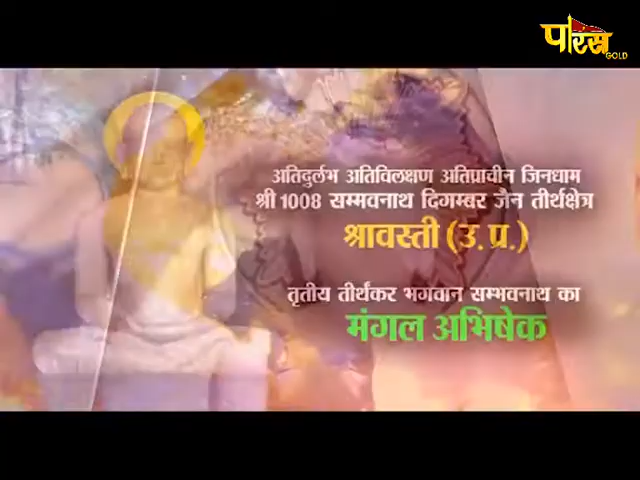 पारस
GOLD
अतिदुर्लभ अतिविलक्षण अतिप्राचीन जिनधाम
श्री 1008 सम्मवनाथ दिगम्बर जैन तीर्थक्षेत्र
श्रावस्ती (उ. प्र.)
तृतीय तीर्थंकर भगवान सम्भवनाथ का
मंगल अभिषेक